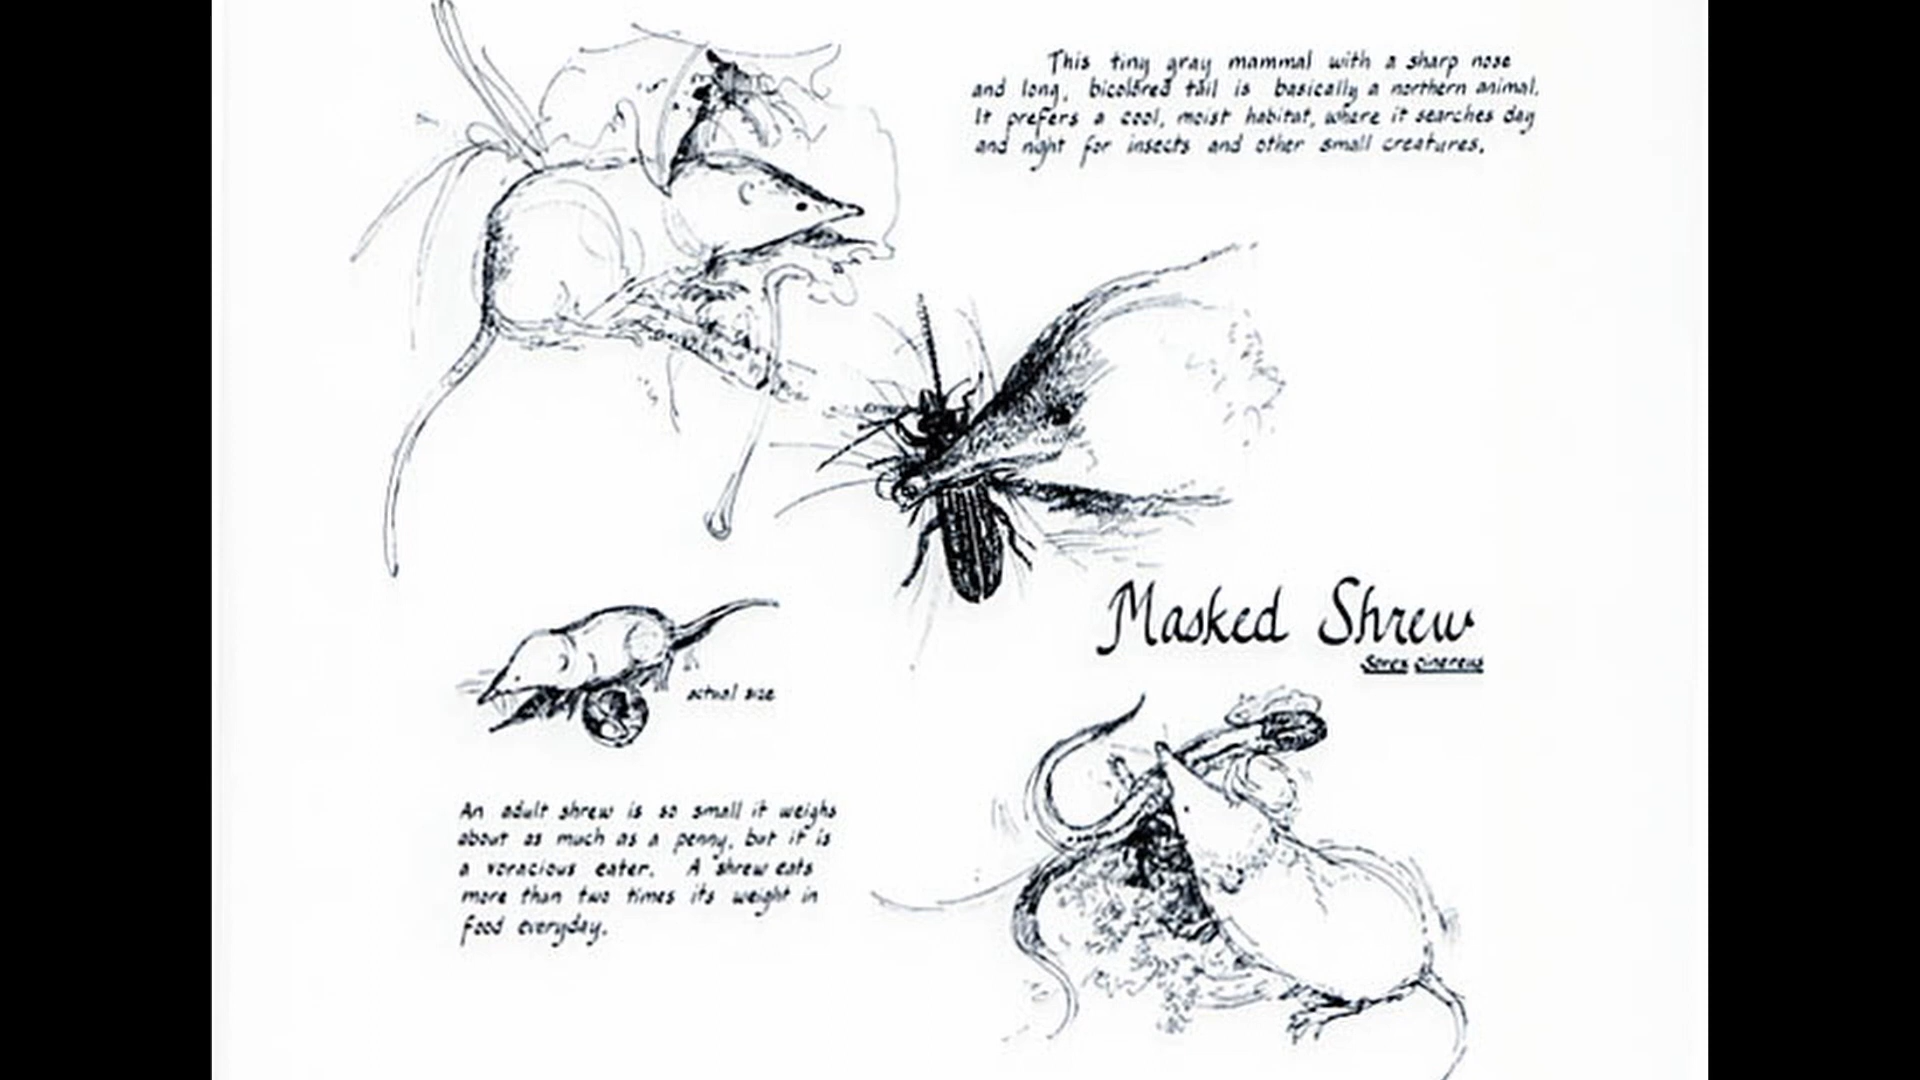 This tiny gray mammal with a sharp nose
and long, bicolored tail is basically a northern animal.
It prefers a cool, moist habitat, where it searches day
and night for insects and other small creatures.
Masked Shrew
Sorex cinereus
actual size
An adult shrew is so small it weighs
about as much as a penny, but it is
a voracious eater. A shrew eats
more than two times its weight in
food everyday.